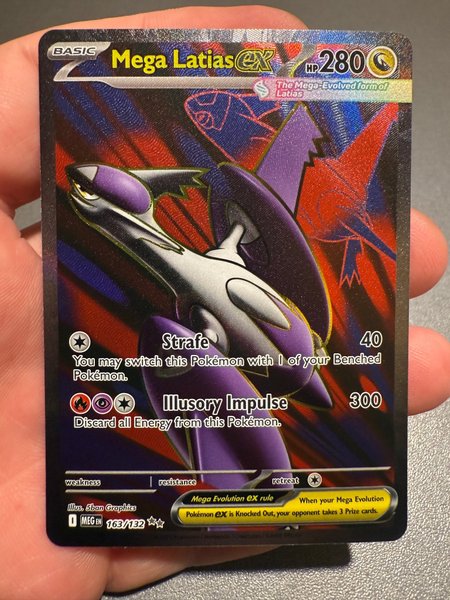 BASIC Mega Latias ex HP 280
The Mega-Evolved form of
Latias
Strafe 40
You may switch this Pokémon with 1 of your Benched
Pokémon.
Illusory Impulse 300
Discard all Energy from this Pokémon.
weakness resistance retreat
Mega Evolution ex rule When your Mega Evolution
Pokémon ex is Knocked Out, your opponent takes 3 Prize cards.
Illus. 5ban Graphics
I MEG EN 163/132